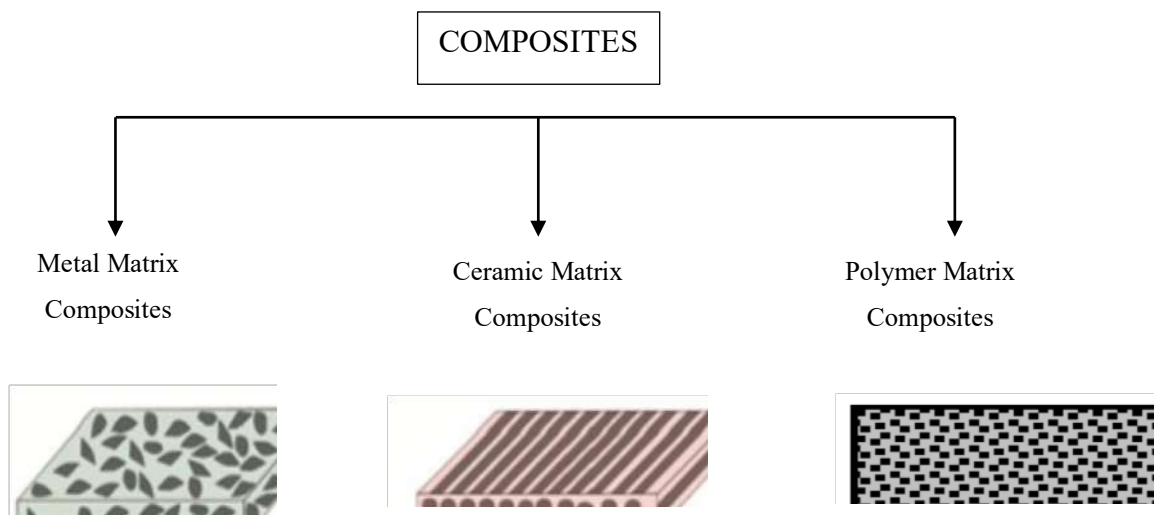 COMPOSITES
Metal Matrix
Composites
Ceramic Matrix
Composites
Polymer Matrix
Composites